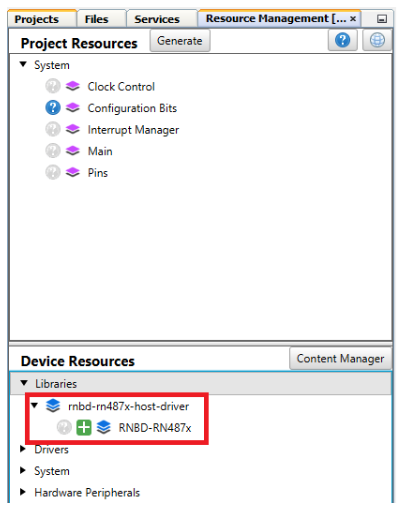 Projects Files Services Resource Management [... ×
Project Resources Generate ?
System
? Clock Control
? Configuration Bits
? Interrupt Manager
? Main
? Pins
Device Resources Content Manager
Libraries
rnbd-rn487x-host-driver
? RNBD-RN487x
Drivers
System
Hardware Peripherals